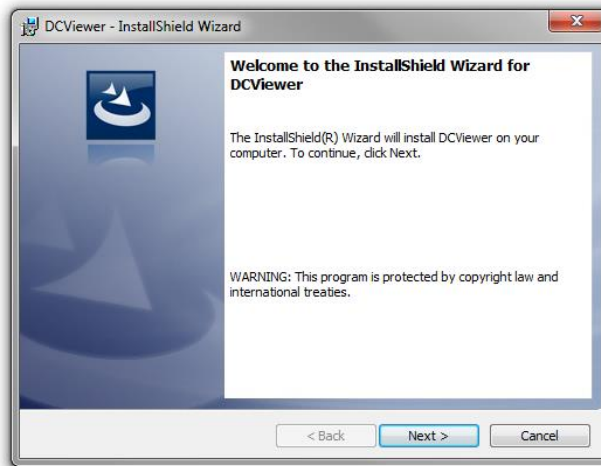 DCViewer - InstallShield Wizard
Welcome to the InstallShield Wizard for
DCViewer
The InstallShield(R) Wizard will install DCViewer on your
computer. To continue, click Next.
WARNING: This program is protected by copyright law and
international treaties.
< Back
Next >
Cancel